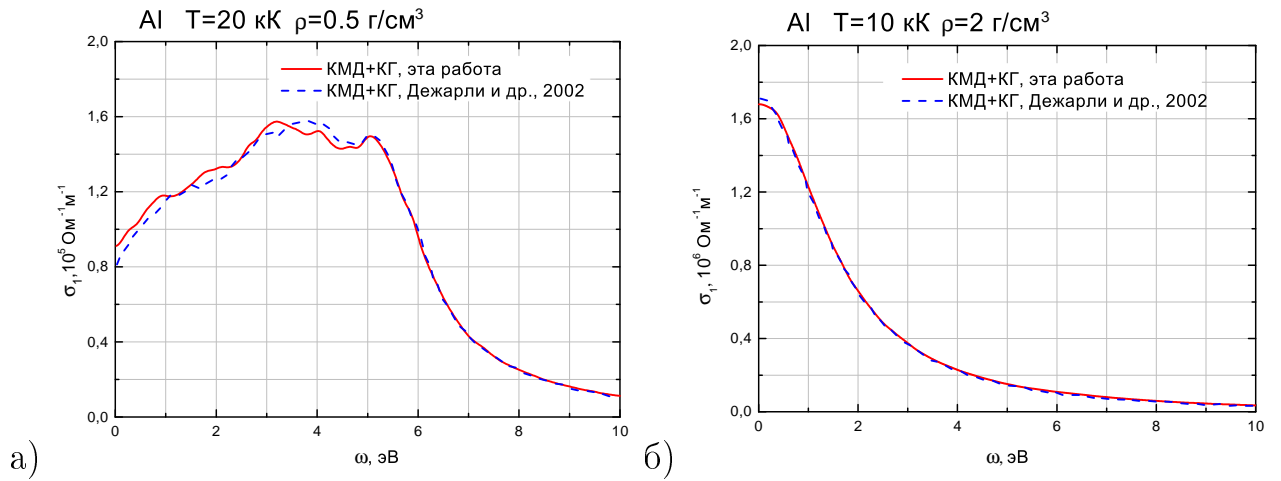 Al T=20 кК ρ=0.5 г/см³
2,0
1,6
1,2
0,8
0,4
0,0
σ₁, 10⁵ Ом⁻¹м⁻¹
КМД+КГ, эта работа
КМД+КГ, Дежарли и др., 2002
0 2 4 6 8 10
ω, эВ
а)
Al T=10 кК ρ=2 г/см³
2,0
1,6
1,2
0,8
0,4
0,0
σ₁, 10⁶ Ом⁻¹м⁻¹
КМД+КГ, эта работа
КМД+КГ, Дежарли и др., 2002
0 2 4 6 8 10
ω, эВ
б)